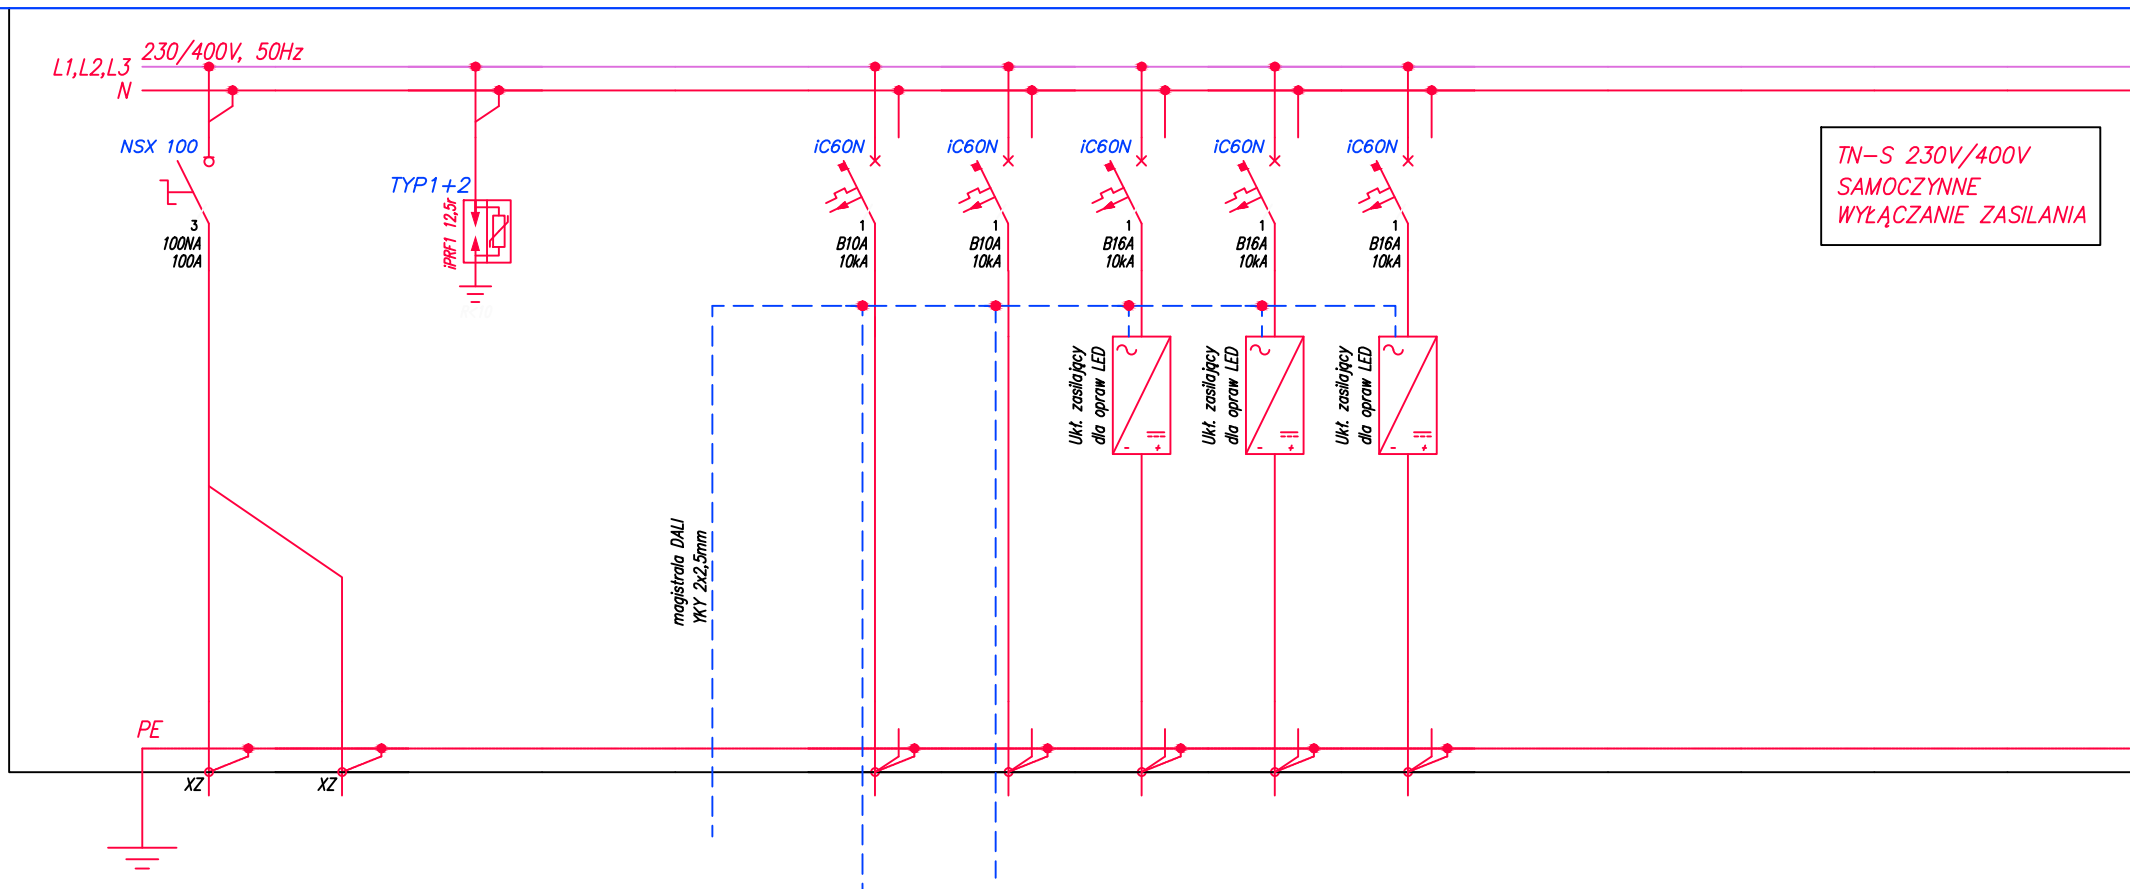 230/400V, 50Hz
L1,L2,L3
N
NSX 100
3
100NA
100A
TYP1+2
iPRF1 12,5r
iC60N
1
B10A
10kA
iC60N
1
B10A
10kA
iC60N
1
B16A
10kA
iC60N
1
B16A
10kA
iC60N
1
B16A
10kA
TN-S 230V/400V
SAMOCZYNNE
WYŁĄCZANIE ZASILANIA
Ukł. zasilający
dla opraw LED
Ukł. zasilający
dla opraw LED
Ukł. zasilający
dla opraw LED
magistrala DALI
YKY 2x2,5mm
PE
XZ
XZ